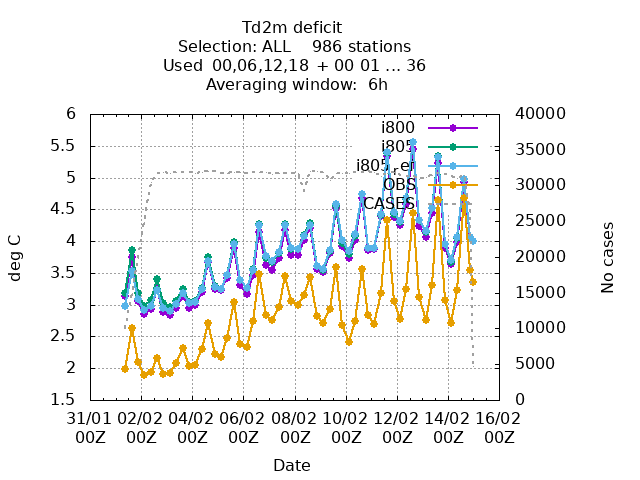 Td2m deficit
Selection: ALL 986 stations
Used 00,06,12,18 + 00 01 ... 36
Averaging window: 6h
6
5.5
5
4.5
4
3.5
3
2.5
2
1.5
40000
35000
30000
25000
20000
15000
10000
5000
0
i800
i805
i805_er
OBS
CASES
deg C
No cases
31/01 02/02 04/02 06/02 08/02 10/02 12/02 14/02 16/02
00Z 00Z 00Z 00Z 00Z 00Z 00Z 00Z 00Z
Date